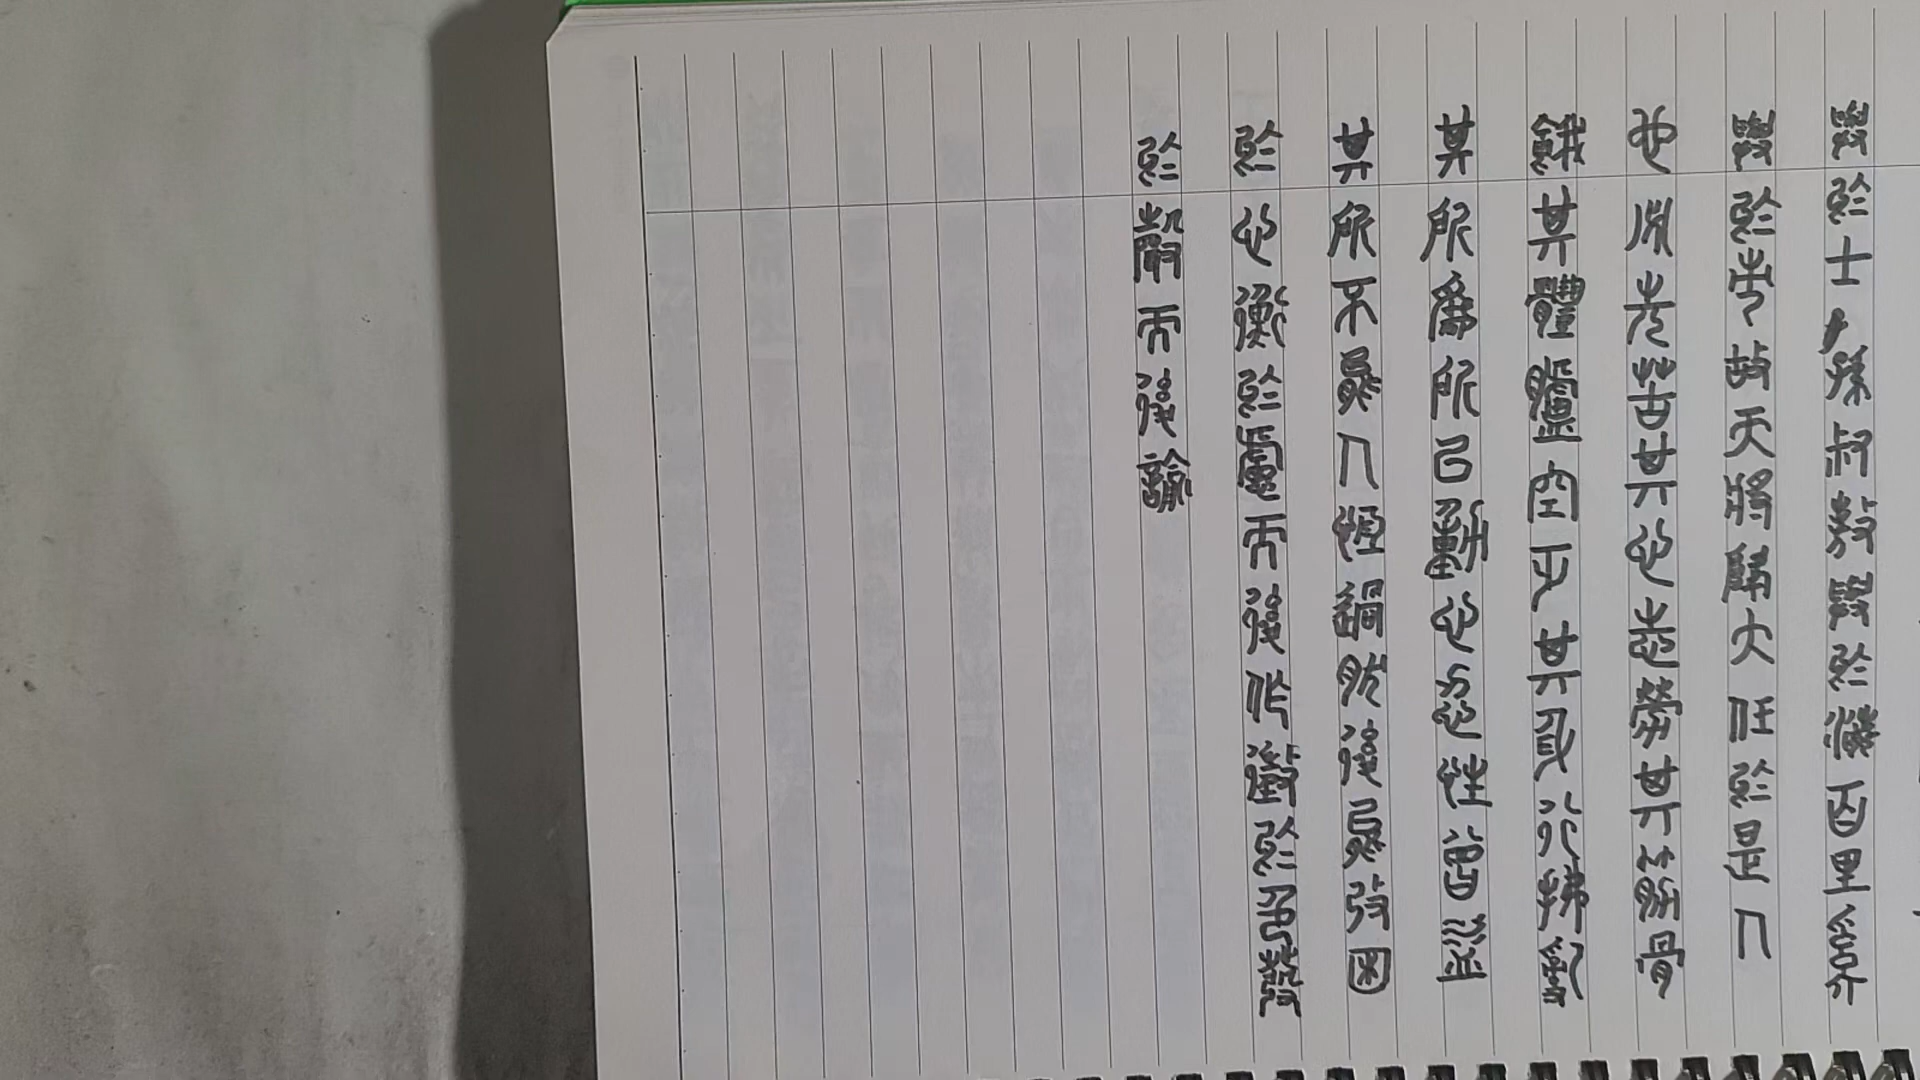 舉於士孫叔敖舉於海百里奚
舉於市故天將歸大任於是人
也必先苦其心志勞其筋骨
餓其體膚空乏其身行拂亂
其所爲所以動心忍性曾益
其所不能人恆過然後能改困
於心衡於慮而後作徵於色發
於聲而後諭